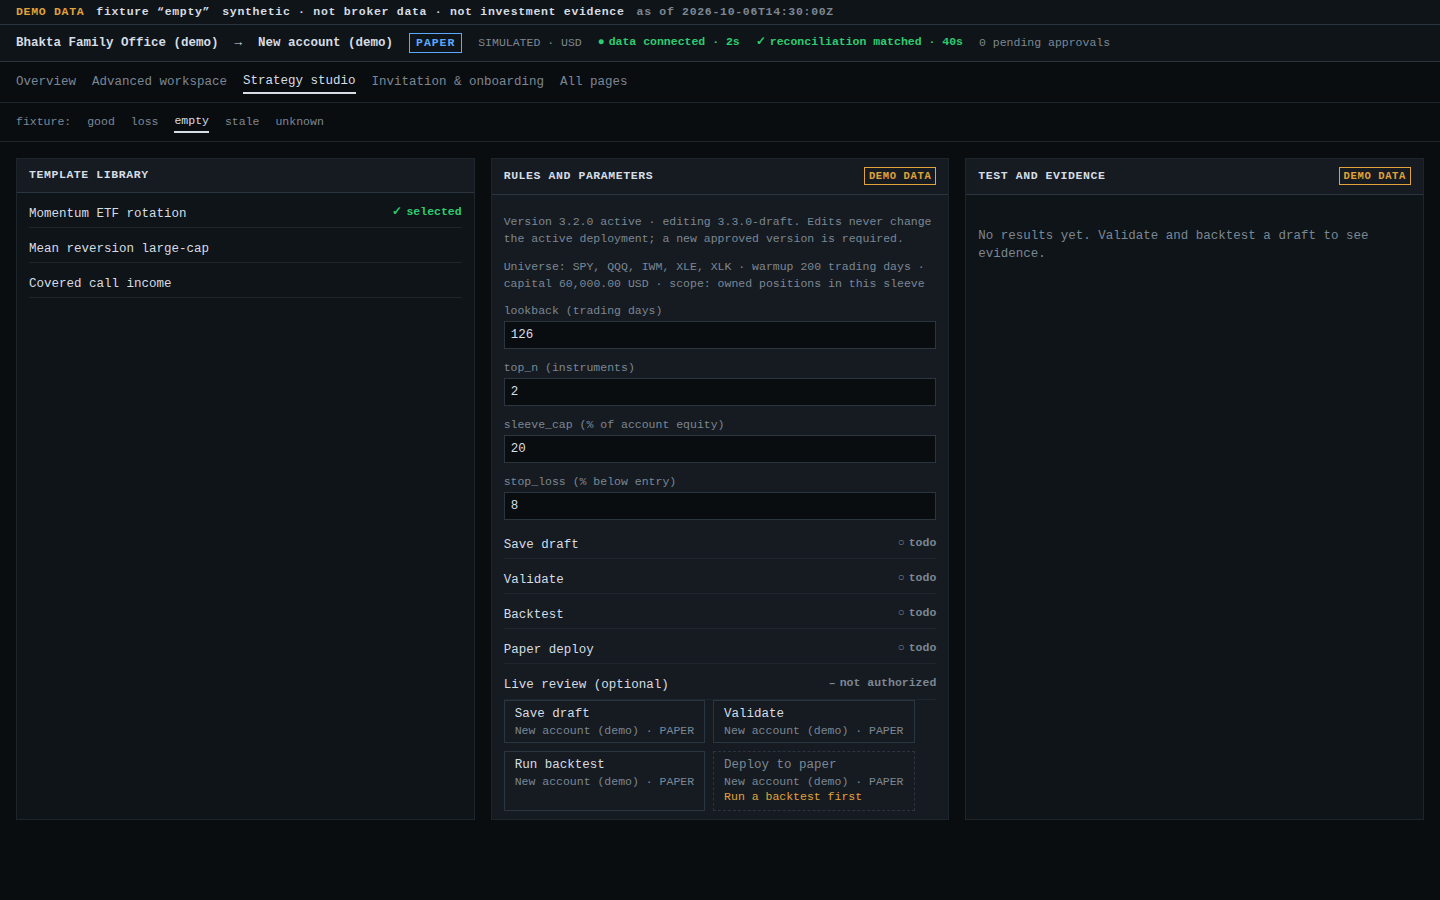 DEMO DATA fixture “empty” synthetic · not broker data · not investment evidence as of 2026-10-06T14:30:00Z
Bhakta Family Office (demo) → New account (demo) PAPER SIMULATED · USD ● data connected · 2s ✓ reconciliation matched · 40s 0 pending approvals
Overview Advanced workspace Strategy studio Invitation & onboarding All pages
fixture: good loss empty stale unknown
TEMPLATE LIBRARY
Momentum ETF rotation ✓ selected
Mean reversion large-cap
Covered call income
RULES AND PARAMETERS DEMO DATA
Version 3.2.0 active · editing 3.3.0-draft. Edits never change
the active deployment; a new approved version is required.
Universe: SPY, QQQ, IWM, XLE, XLK · warmup 200 trading days ·
capital 60,000.00 USD · scope: owned positions in this sleeve
lookback (trading days)
126
top_n (instruments)
2
sleeve_cap (% of account equity)
20
stop_loss (% below entry)
8
Save draft ○ todo
Validate ○ todo
Backtest ○ todo
Paper deploy ○ todo
Live review (optional) – not authorized
Save draft
New account (demo) · PAPER
Validate
New account (demo) · PAPER
Run backtest
New account (demo) · PAPER
Deploy to paper
New account (demo) · PAPER
Run a backtest first
TEST AND EVIDENCE DEMO DATA
No results yet. Validate and backtest a draft to see
evidence.